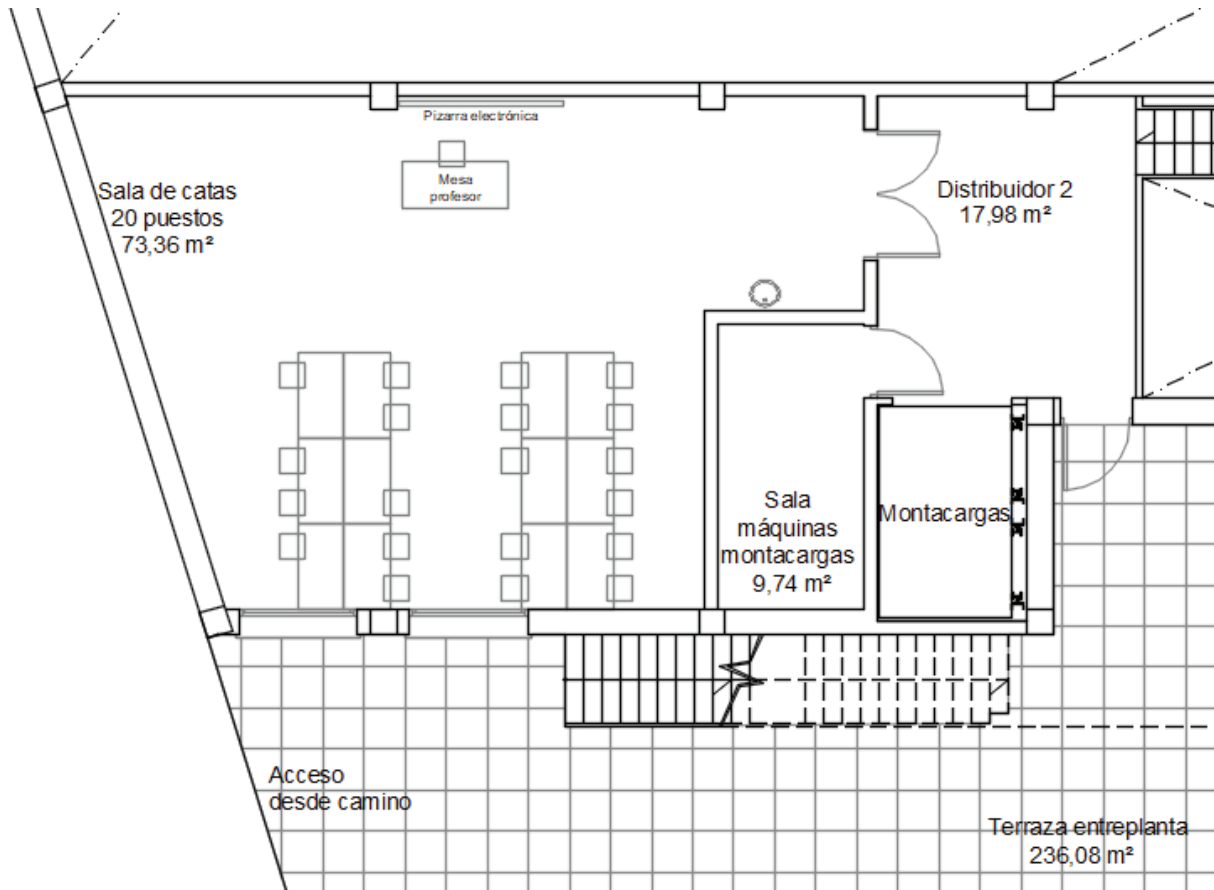 Pizarra electrónica
Mesa
profesor
Sala de catas
20 puestos
73,36 m²
Distribuidor 2
17,98 m²
Sala
máquinas
montacargas
9,74 m²
Montacargas
Acceso
desde camino
Terraza entreplanta
236,08 m²